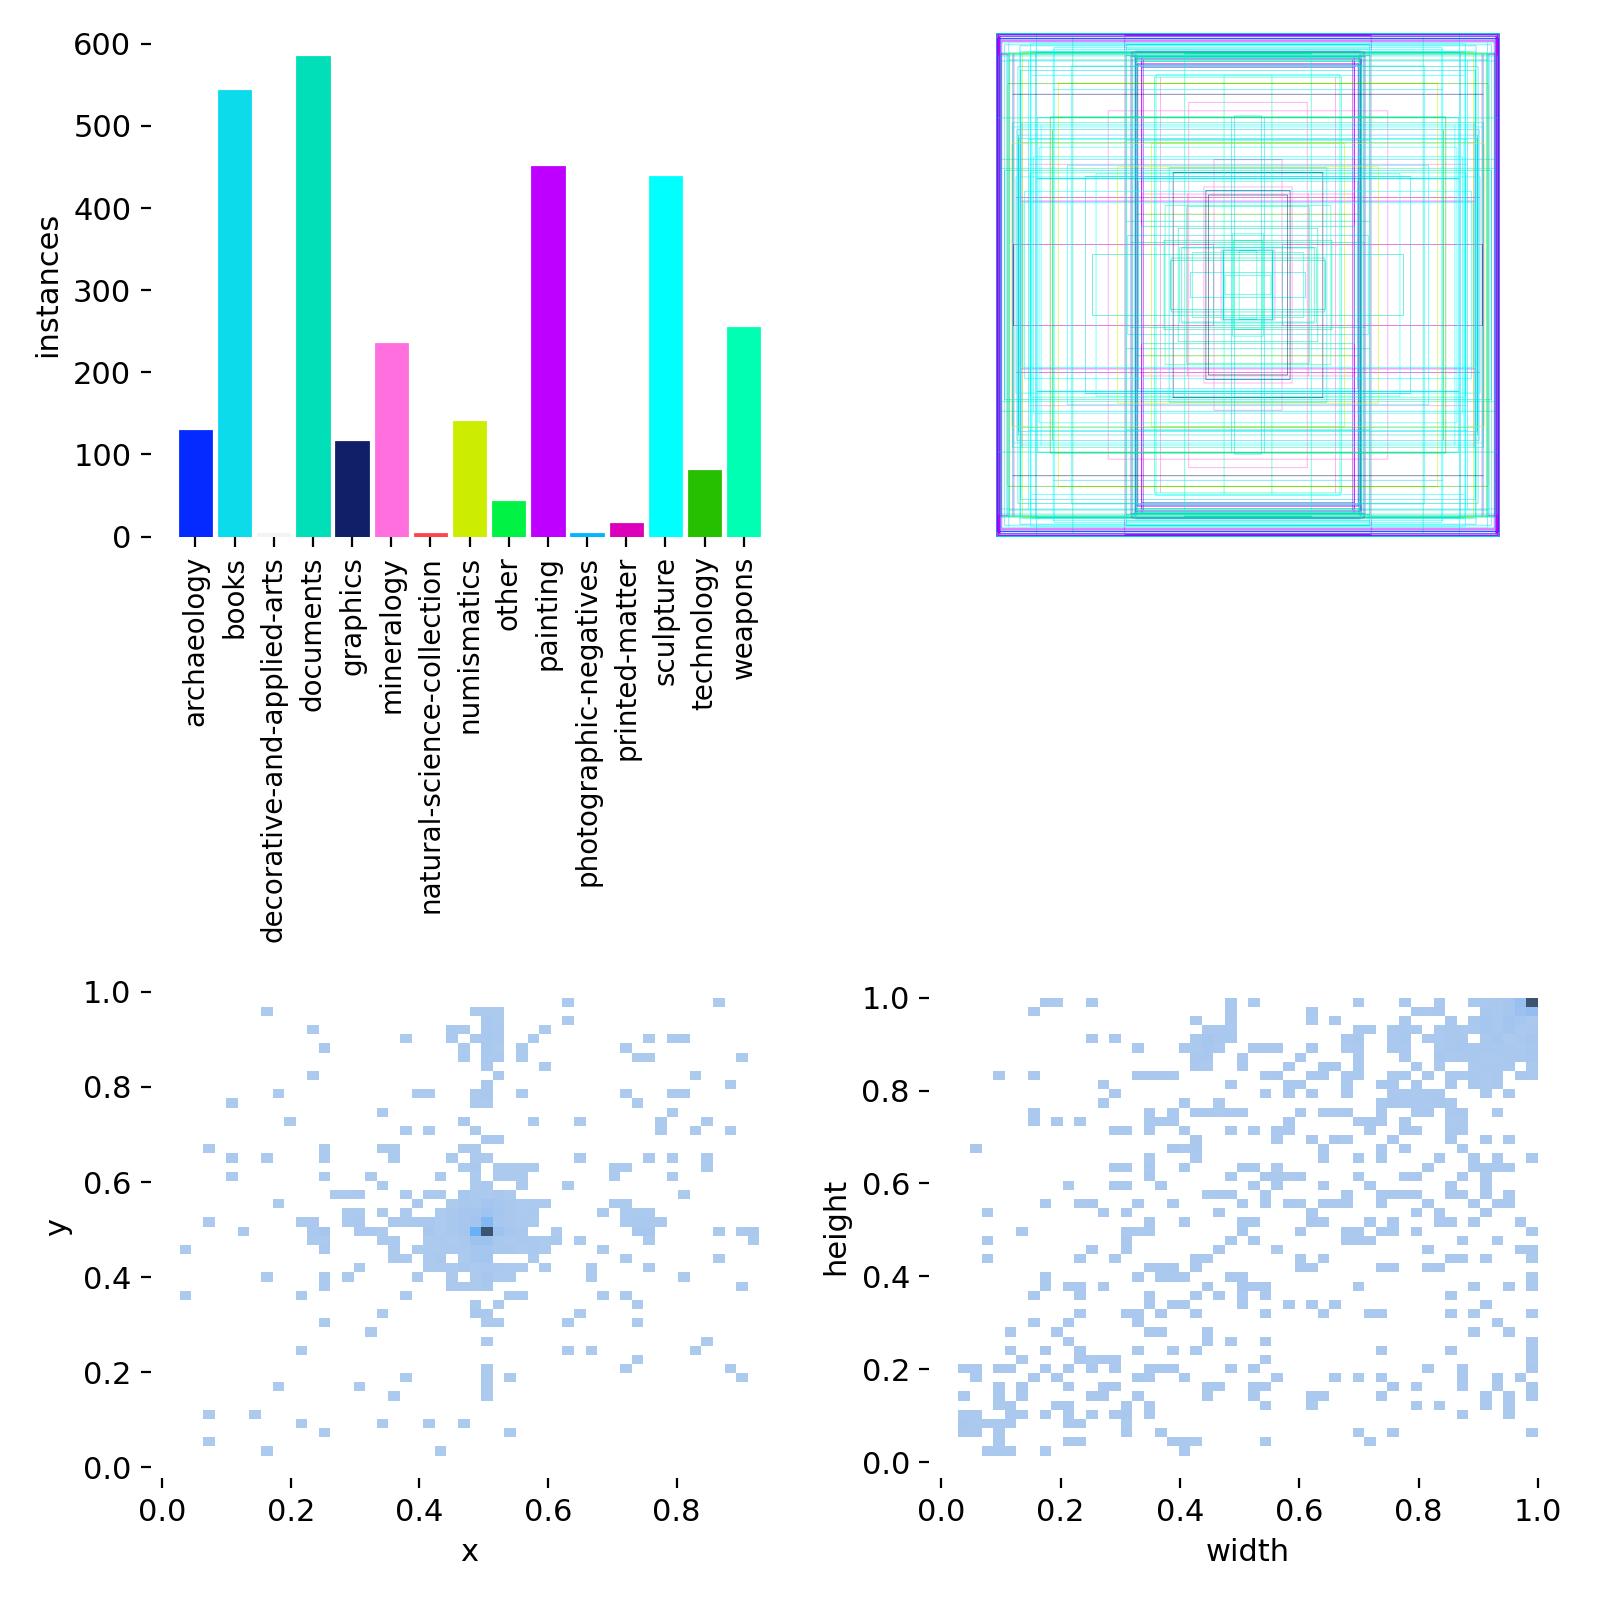 600
500
400
300
200
100
0
instances
archaeology
books
decorative-and-applied-arts
documents
graphics
mineralogy
natural-science-collection
numismatics
other
painting
photographic-negatives
printed-matter
sculpture
technology
weapons
1.0
0.8
0.6
0.4
0.2
0.0
y
0.0 0.2 0.4 0.6 0.8
x
1.0
0.8
0.6
0.4
0.2
0.0
height
0.0 0.2 0.4 0.6 0.8 1.0
width